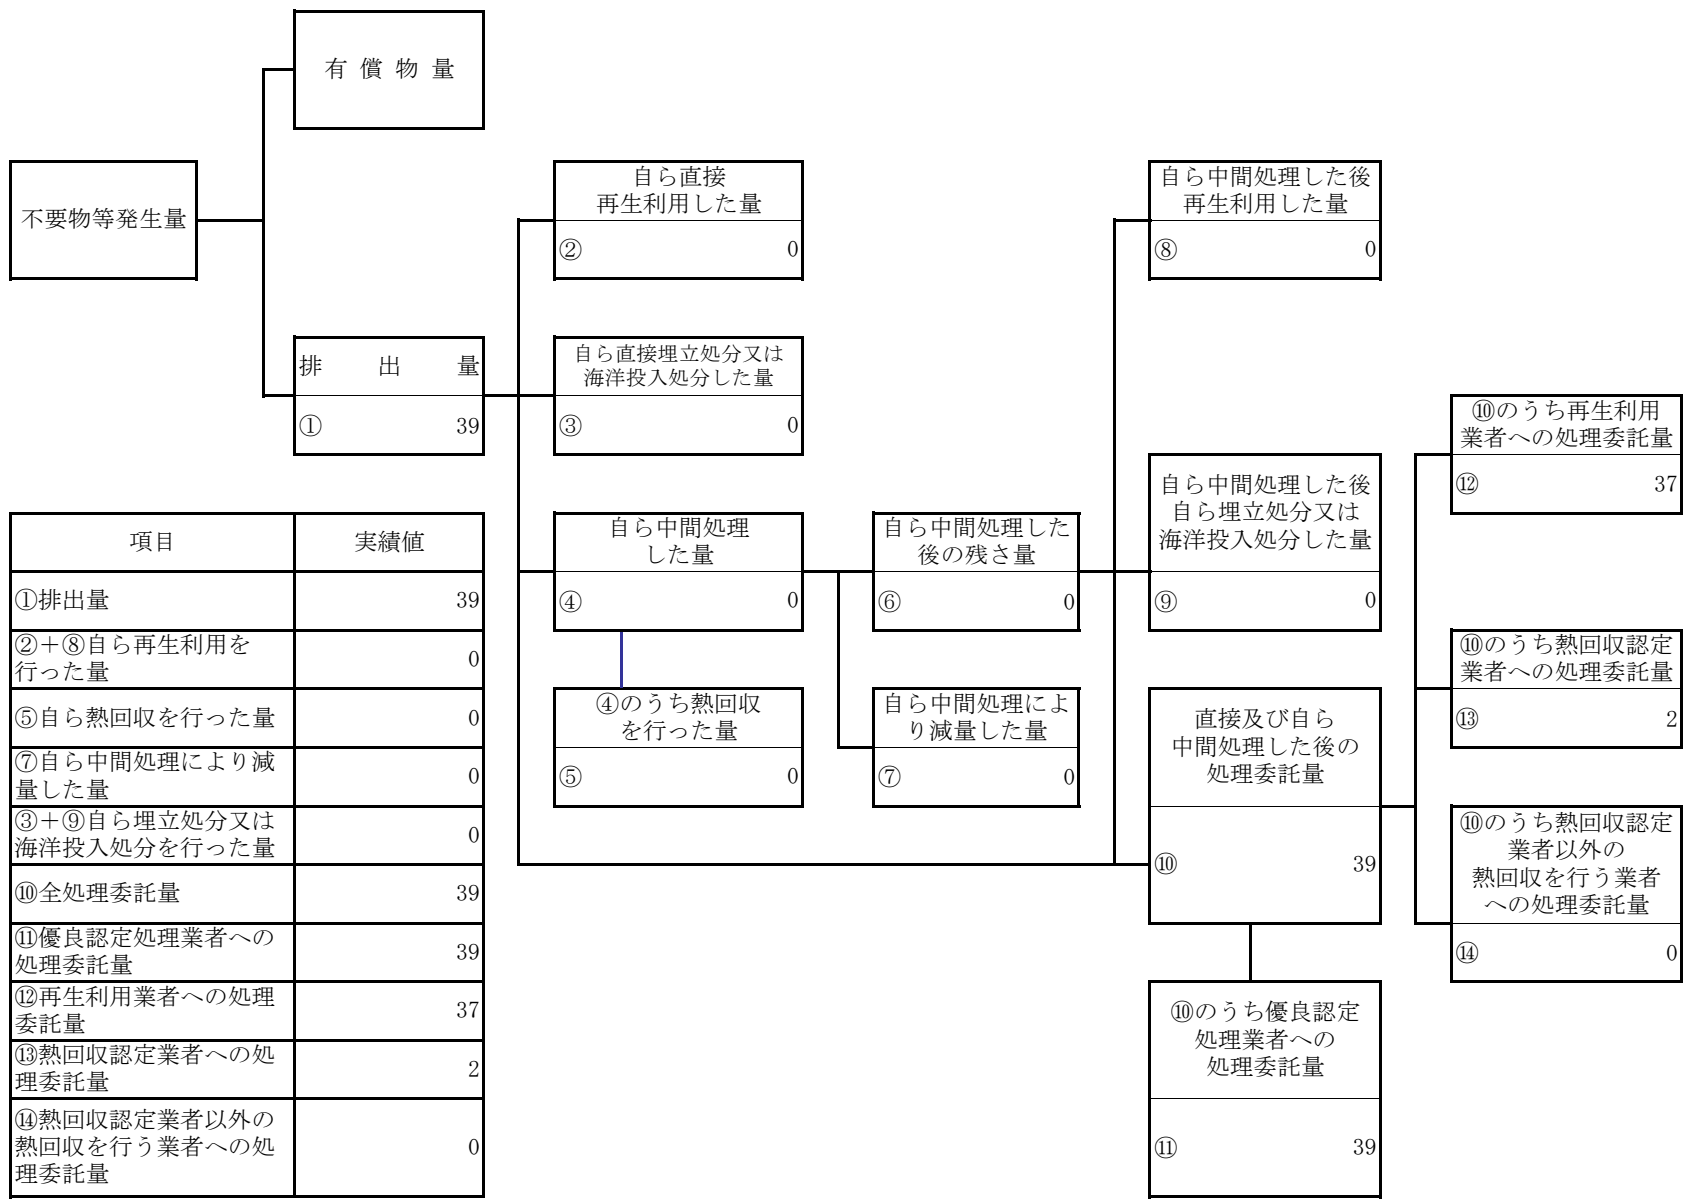 有償物量
不要物等発生量
自ら直接
再生利用した量
② 0
自ら中間処理した後
再生利用した量
⑧ 0
排出量
① 39
自ら直接埋立処分又は
海洋投入処分した量
③ 0
自ら中間処理した後
自ら埋立処分又は
海洋投入処分した量
⑨ 0
⑩のうち再生利用
業者への処理委託量
⑫ 37
自ら中間処理
した量
④ 0
自ら中間処理した
後の残さ量
⑥ 0
⑩のうち熱回収認定
業者への処理委託量
⑬ 2
④のうち熱回収
を行った量
⑤ 0
自ら中間処理によ
り減量した量
⑦ 0
直接及び自ら
中間処理した後の
処理委託量
⑩ 39
⑩のうち熱回収認定
業者以外の
熱回収を行う業者
への処理委託量
⑭ 0
⑩のうち優良認定
処理業者への
処理委託量
⑪ 39
項目 実績値
①排出量 39
②+⑧自ら再生利用を
行った量 0
⑤自ら熱回収を行った量 0
⑦自ら中間処理により減
量した量 0
③+⑨自ら埋立処分又は
海洋投入処分を行った量 0
⑩全処理委託量 39
⑪優良認定処理業者への
処理委託量 39
⑫再生利用業者への処理
委託量 37
⑬熱回収認定業者への処
理委託量 2
⑭熱回収認定業者以外の
熱回収を行う業者への処
理委託量 0